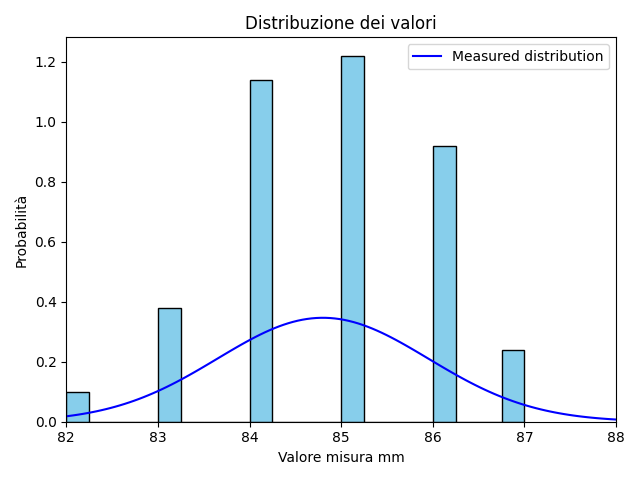 Distribuzione dei valori
Measured distribution
Probabilità
1.2
1.0
0.8
0.6
0.4
0.2
0.0
82 83 84 85 86 87 88
Valore misura mm